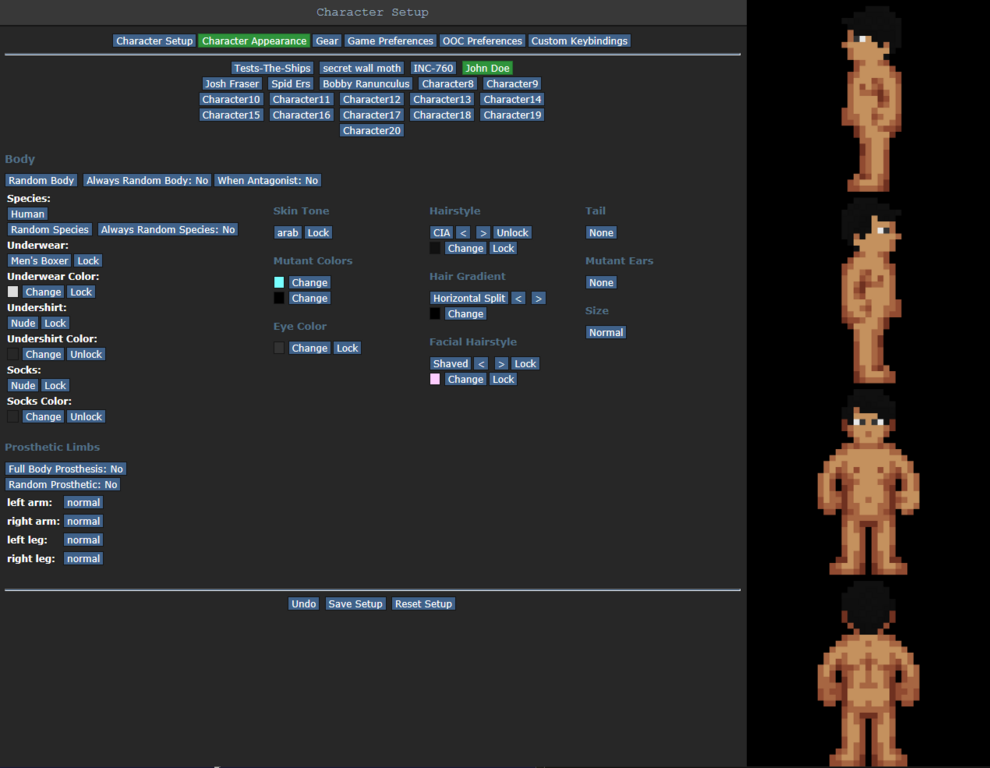 Character Setup
Character Setup Character Appearance Gear Game Preferences OOC Preferences Custom Keybindings
Tests-The-Ships secret wall moth INC-760 John Doe
Josh Fraser Spid Ers Bobby Ranunculus Character8 Character9
Character10 Character11 Character12 Character13 Character14
Character15 Character16 Character17 Character18 Character19
Character20
Body
Random Body Always Random Body: No When Antagonist: No
Species:
Human
Random Species Always Random Species: No
Underwear:
Men's Boxer Lock
Underwear Color:
Change Lock
Undershirt:
Nude Lock
Undershirt Color:
Change Unlock
Socks:
Nude Lock
Socks Color:
Change Unlock
Skin Tone
arab Lock
Mutant Colors
Change
Change
Eye Color
Change Lock
Hairstyle
CIA < > Unlock
Change Lock
Hair Gradient
Horizontal Split < >
Change
Facial Hairstyle
Shaved < > Lock
Change Lock
Tail
None
Mutant Ears
None
Size
Normal
Prosthetic Limbs
Full Body Prosthesis: No
Random Prosthetic: No
left arm: normal
right arm: normal
left leg: normal
right leg: normal
Undo Save Setup Reset Setup